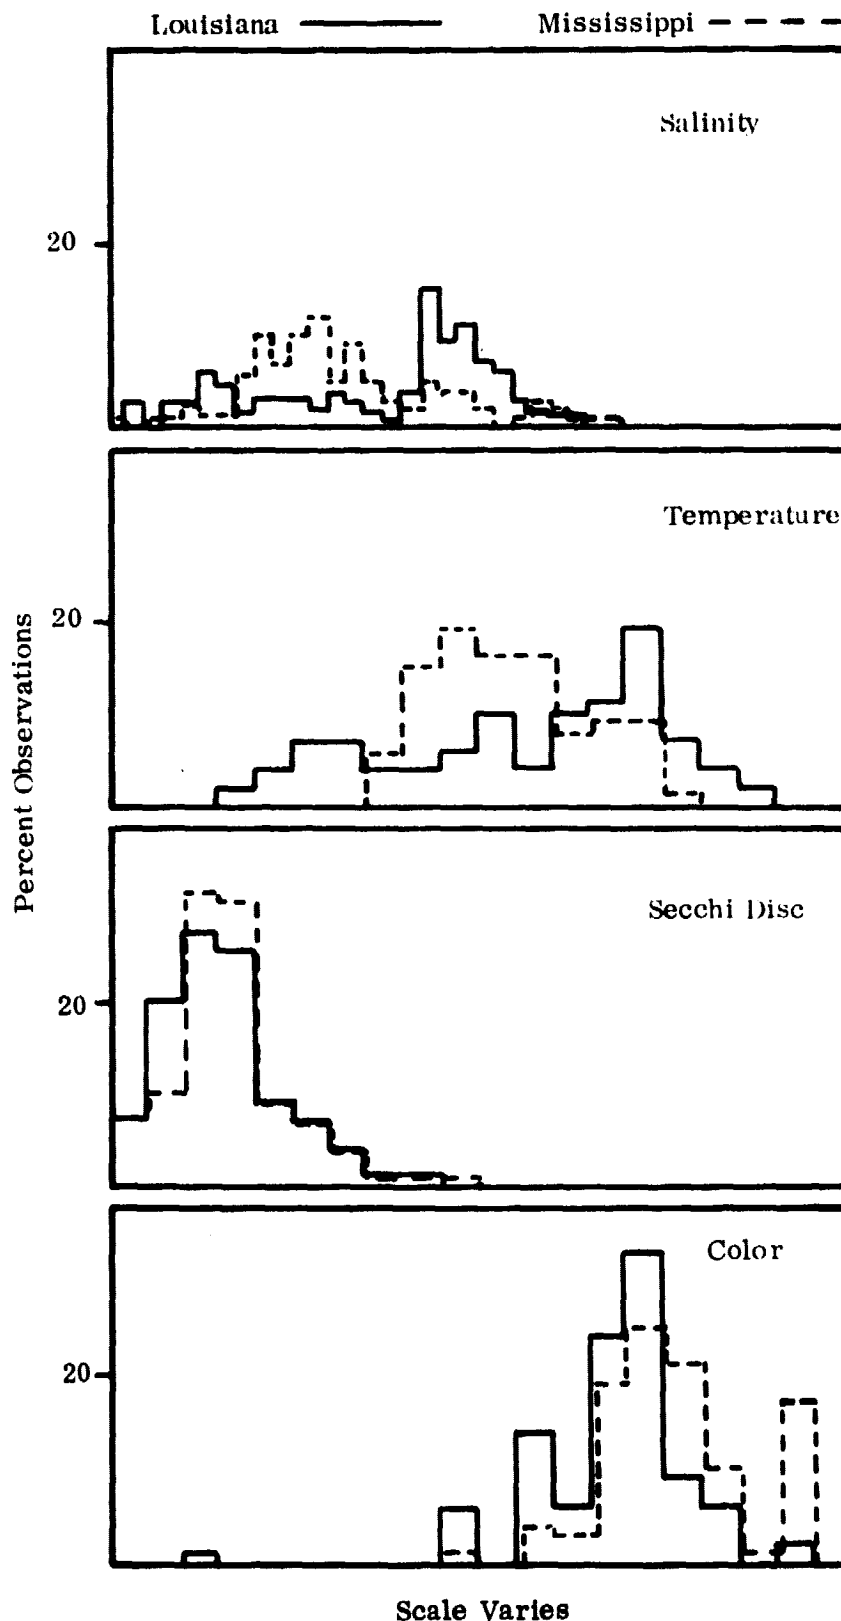 Louisiana Mississippi
Salinity
20
Temperature
20
Percent Observations
Secchi Disc
20
Color
20
Scale Varies